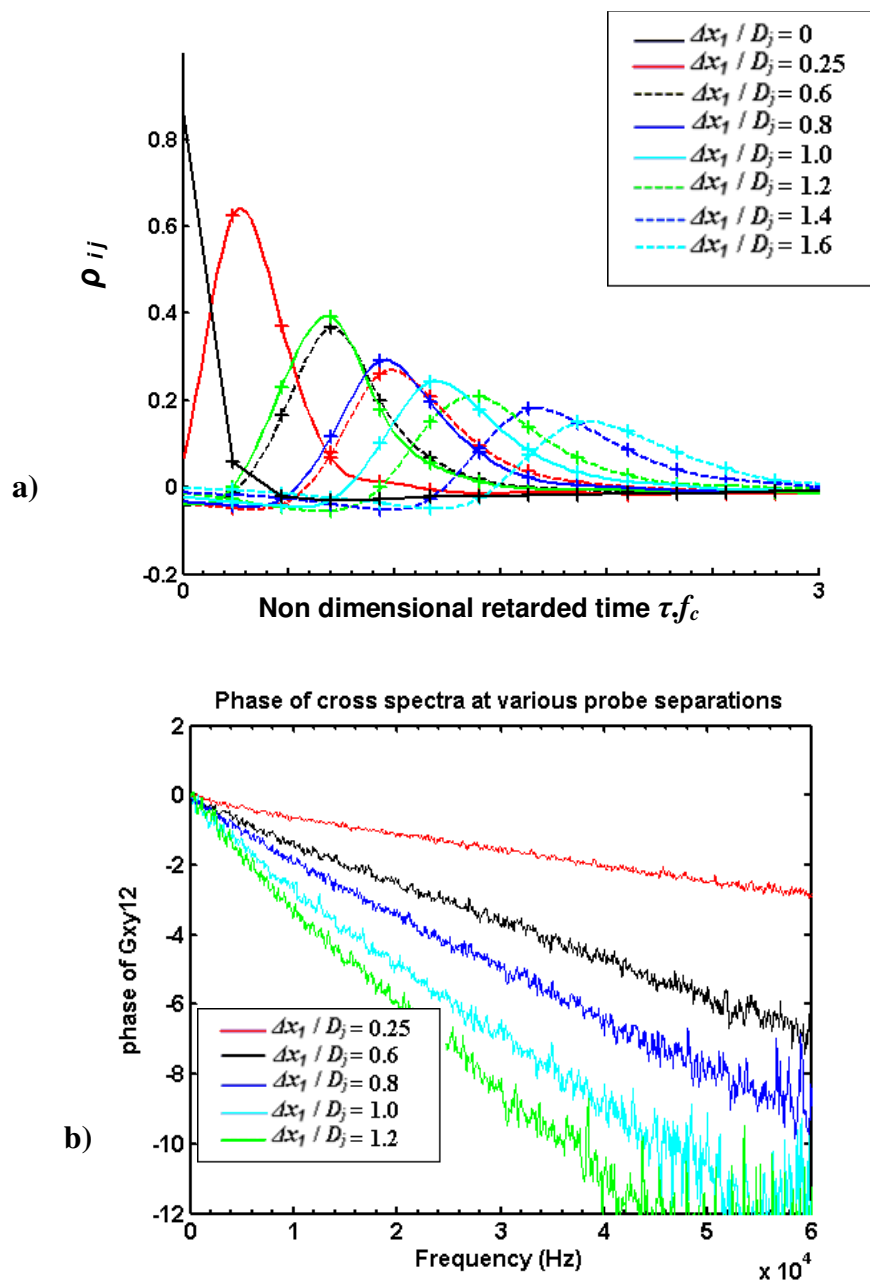 Δx₁ / Dⱼ = 0
Δx₁ / Dⱼ = 0.25
Δx₁ / Dⱼ = 0.6
Δx₁ / Dⱼ = 0.8
Δx₁ / Dⱼ = 1.0
Δx₁ / Dⱼ = 1.2
Δx₁ / Dⱼ = 1.4
Δx₁ / Dⱼ = 1.6
0.8
0.6
0.4
0.2
0
-0.2
ρ ij
a)
0
3
Non dimensional retarded time τ.f_c
Phase of cross spectra at various probe separations
2
0
-2
-4
-6
-8
-10
-12
phase of Gxy12
Δx₁ / Dⱼ = 0.25
Δx₁ / Dⱼ = 0.6
Δx₁ / Dⱼ = 0.8
Δx₁ / Dⱼ = 1.0
Δx₁ / Dⱼ = 1.2
b)
0 1 2 3 4 5 6
Frequency (Hz)
x 10⁴